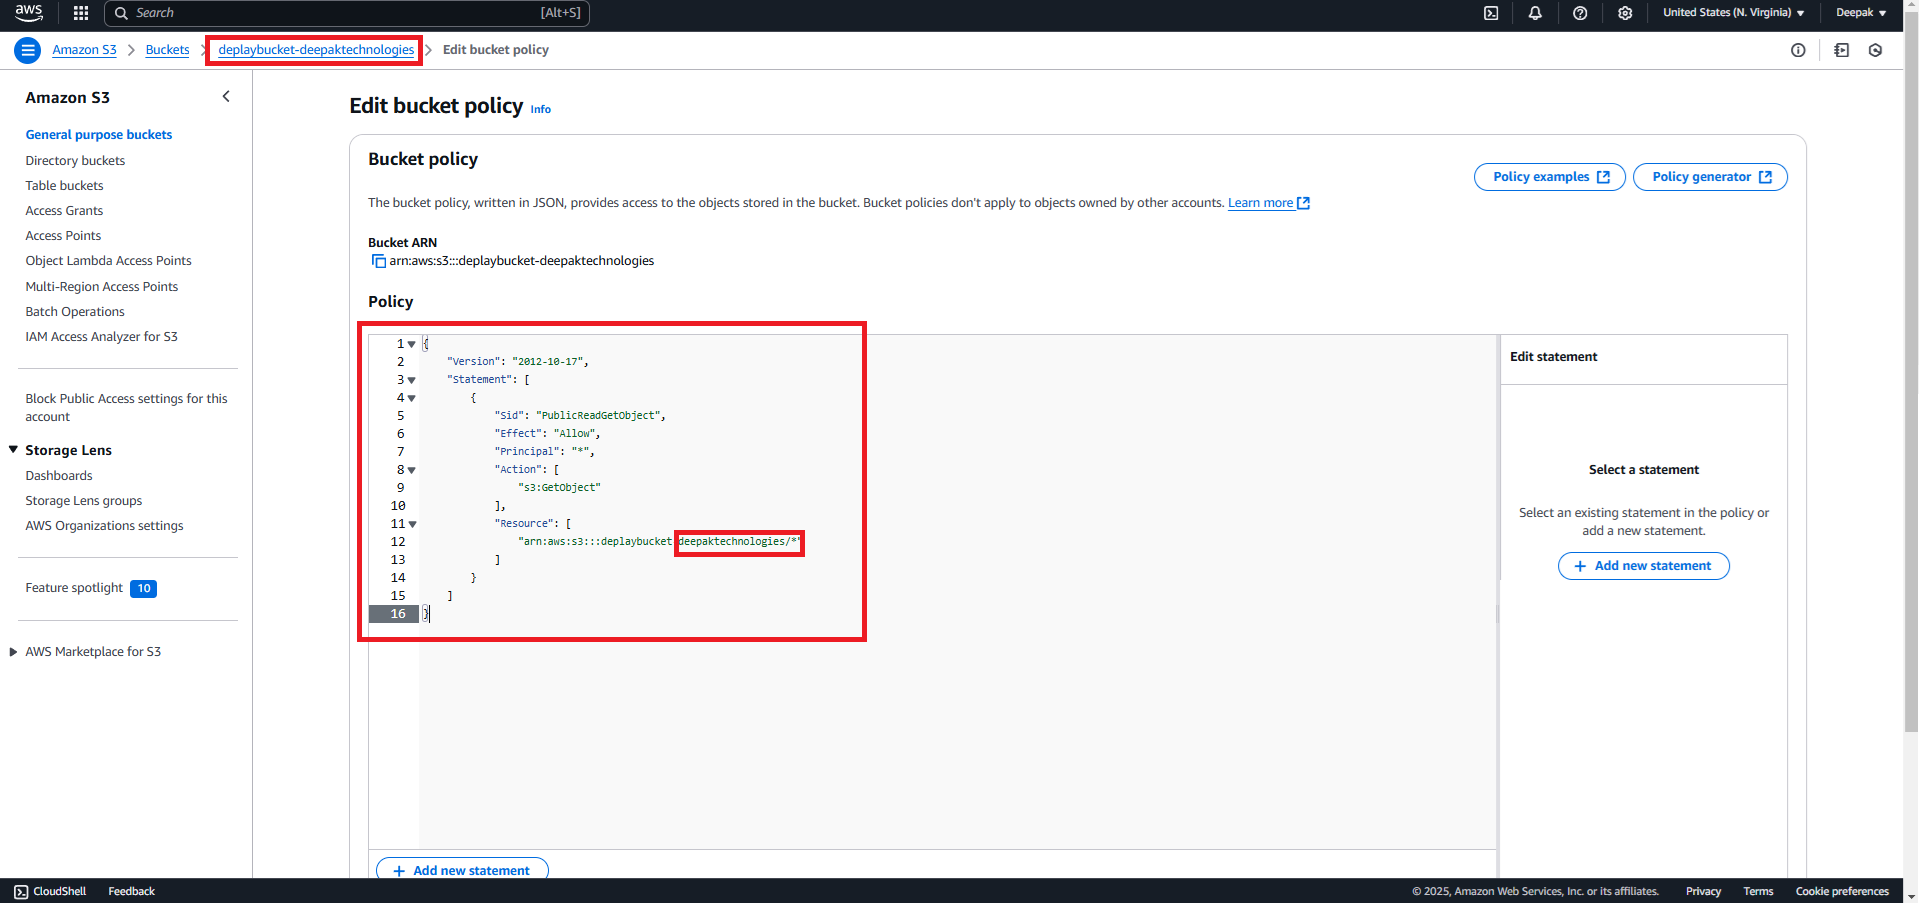 aws
Search [Alt+S]
United States (N. Virginia)
Deepak
Amazon S3
Buckets
deplaybucket-deepaktechnologies
Edit bucket policy
Amazon S3
General purpose buckets
Directory buckets
Table buckets
Access Grants
Access Points
Object Lambda Access Points
Multi-Region Access Points
Batch Operations
IAM Access Analyzer for S3
Block Public Access settings for this
account
Storage Lens
Dashboards
Storage Lens groups
AWS Organizations settings
Feature spotlight 10
AWS Marketplace for S3
Edit bucket policy Info
Bucket policy
Policy examples
Policy generator
The bucket policy, written in JSON, provides access to the objects stored in the bucket. Bucket policies don't apply to objects owned by other accounts. Learn more
Bucket ARN
arn:aws:s3:::deplaybucket-deepaktechnologies
Policy
1 {
2 "Version": "2012-10-17",
3 "Statement": [
4 {
5 "Sid": "PublicReadGetObject",
6 "Effect": "Allow",
7 "Principal": "*",
8 "Action": [
9 "s3:GetObject"
10 ],
11 "Resource": [
12 "arn:aws:s3:::deplaybucket-deepaktechnologies/*"
13 ]
14 }
15 ]
16 }
Edit statement
Select a statement
Select an existing statement in the policy or
add a new statement.
+ Add new statement
+ Add new statement
CloudShell
Feedback
© 2025, Amazon Web Services, Inc. or its affiliates.
Privacy
Terms
Cookie preferences